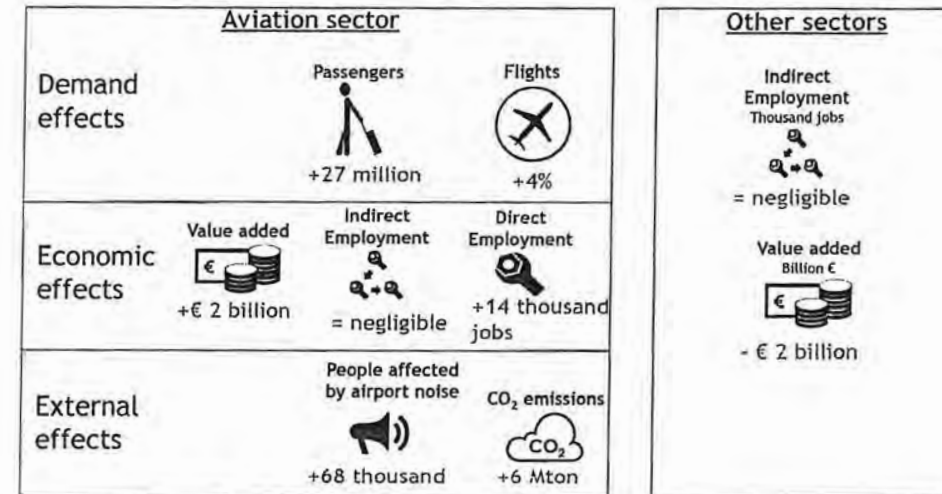 Aviation sector
Demand
effects
Passengers
+27 million
Flights
+4%
Economic
effects
Value added
€
+€ 2 billion
Indirect
Employment
= negligible
Direct
Employment
+14 thousand
jobs
External
effects
People affected
by airport noise
+68 thousand
CO₂ emissions
CO₂
+6 Mton
Other sectors
Indirect
Employment
Thousand jobs
= negligible
Value added
Billion €
€
- € 2 billion